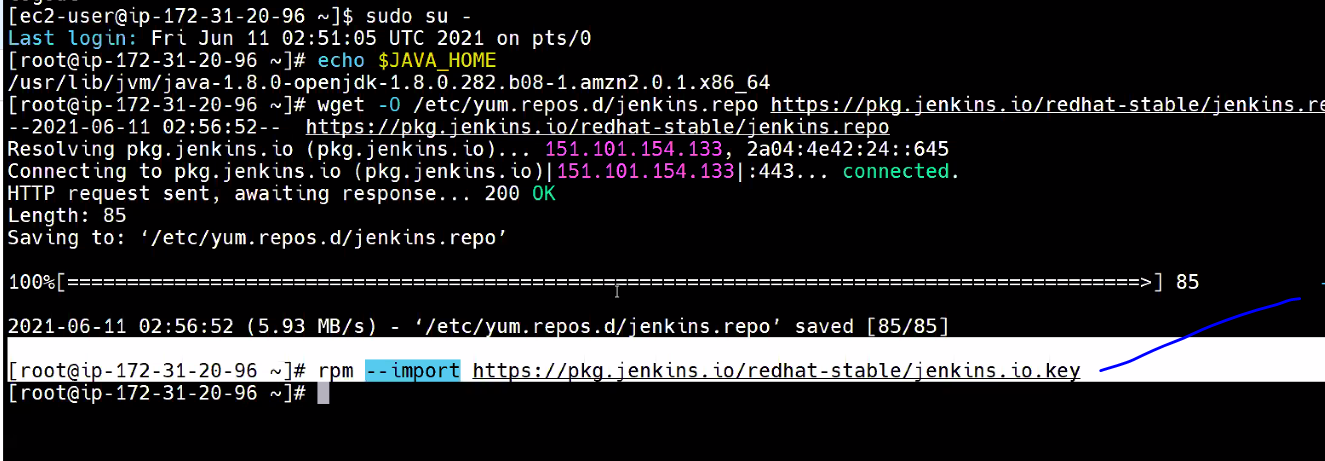 [ec2-user@ip-172-31-20-96 ~]$ sudo su -
Last login: Fri Jun 11 02:51:05 UTC 2021 on pts/0
[root@ip-172-31-20-96 ~]# echo $JAVA_HOME
/usr/lib/jvm/java-1.8.0-openjdk-1.8.0.282.b08-1.amzn2.0.1.x86_64
[root@ip-172-31-20-96 ~]# wget -O /etc/yum.repos.d/jenkins.repo https://pkg.jenkins.io/redhat-stable/jenkins.re
--2021-06-11 02:56:52--  https://pkg.jenkins.io/redhat-stable/jenkins.repo
Resolving pkg.jenkins.io (pkg.jenkins.io)... 151.101.154.133, 2a04:4e42:24::645
Connecting to pkg.jenkins.io (pkg.jenkins.io)|151.101.154.133|:443... connected.
HTTP request sent, awaiting response... 200 OK
Length: 85
Saving to: ‘/etc/yum.repos.d/jenkins.repo’
100%[==========================================================================================>] 85
2021-06-11 02:56:52 (5.93 MB/s) - ‘/etc/yum.repos.d/jenkins.repo’ saved [85/85]
[root@ip-172-31-20-96 ~]# rpm --import https://pkg.jenkins.io/redhat-stable/jenkins.io.key
[root@ip-172-31-20-96 ~]#